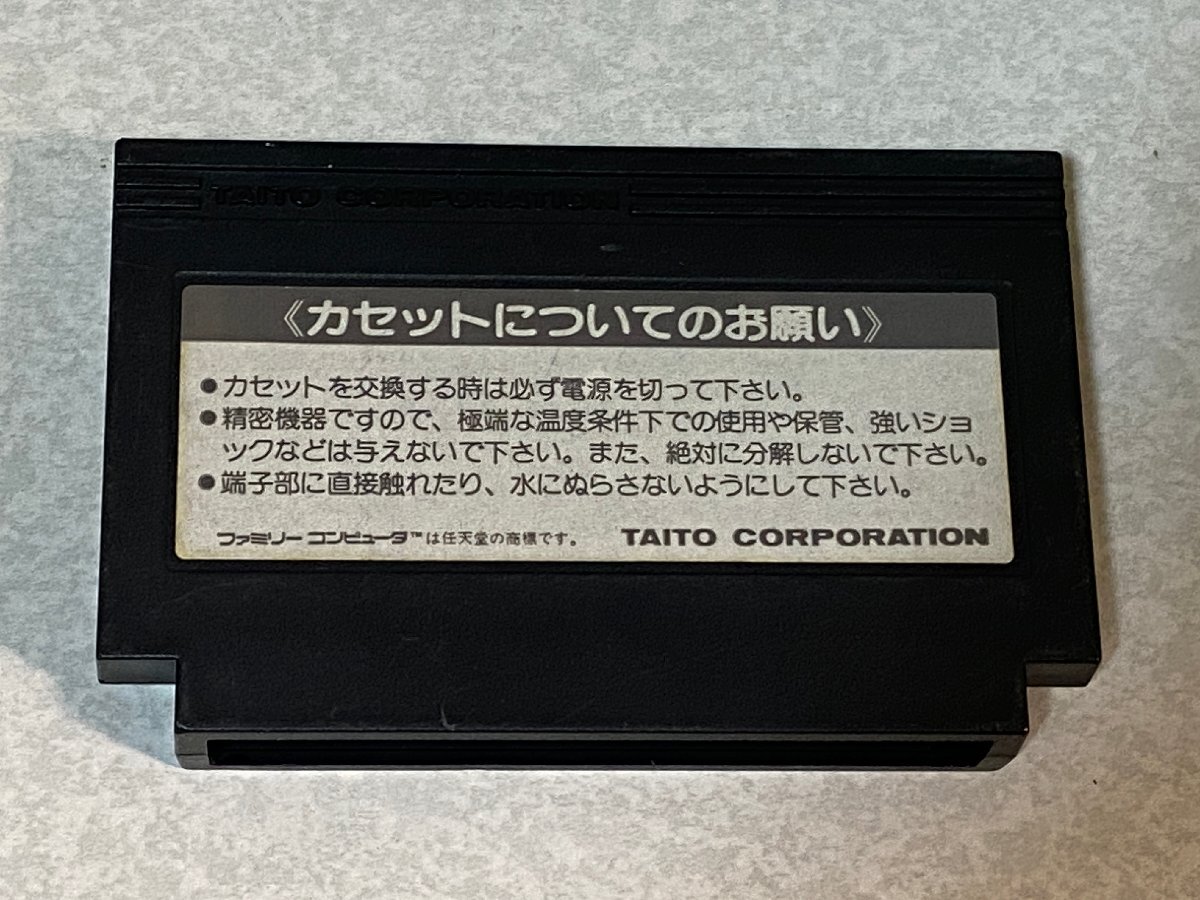 TAITO CORPORATION
《カセットについてのお願い》
●カセットを交換する時は必ず電源を切って下さい。
●精密機器ですので、極端な温度条件下での使用や保管、強いショ
ックなどは与えないで下さい。また、絶対に分解しないで下さい。
●端子部に直接触れたり、水にぬらさないようにして下さい。
ファミリー コンピュータ™は任天堂の商標です。 TAITO CORPORATION